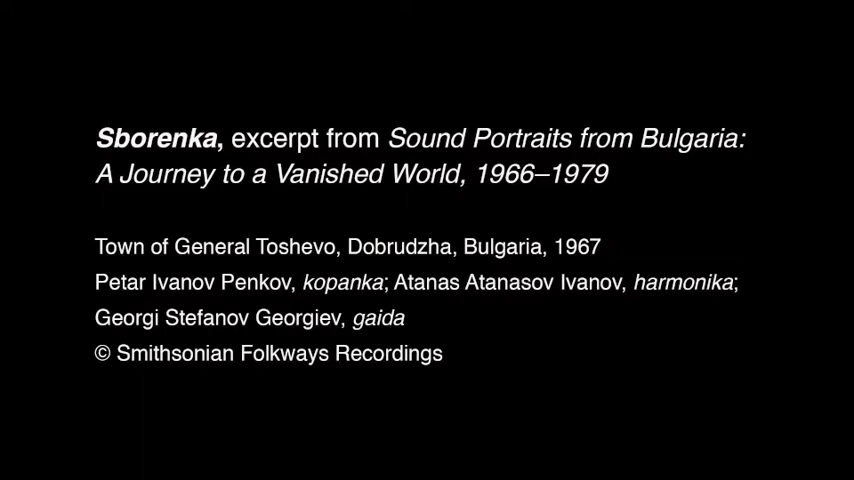 Sborenka, excerpt from Sound Portraits from Bulgaria:
A Journey to a Vanished World, 1966–1979
Town of General Toshevo, Dobrudzha, Bulgaria, 1967
Petar Ivanov Penkov, kopanka; Atanas Atanasov Ivanov, harmonika;
Georgi Stefanov Georgiev, gaida
© Smithsonian Folkways Recordings